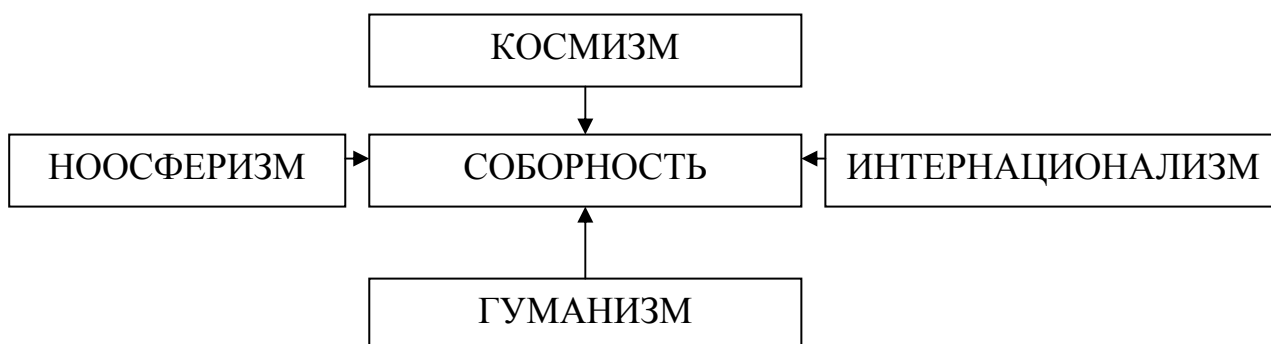 КОСМИЗМ
НООСФЕРИЗМ
СОБОРНОСТЬ
ИНТЕРНАЦИОНАЛИЗМ
ГУМАНИЗМ